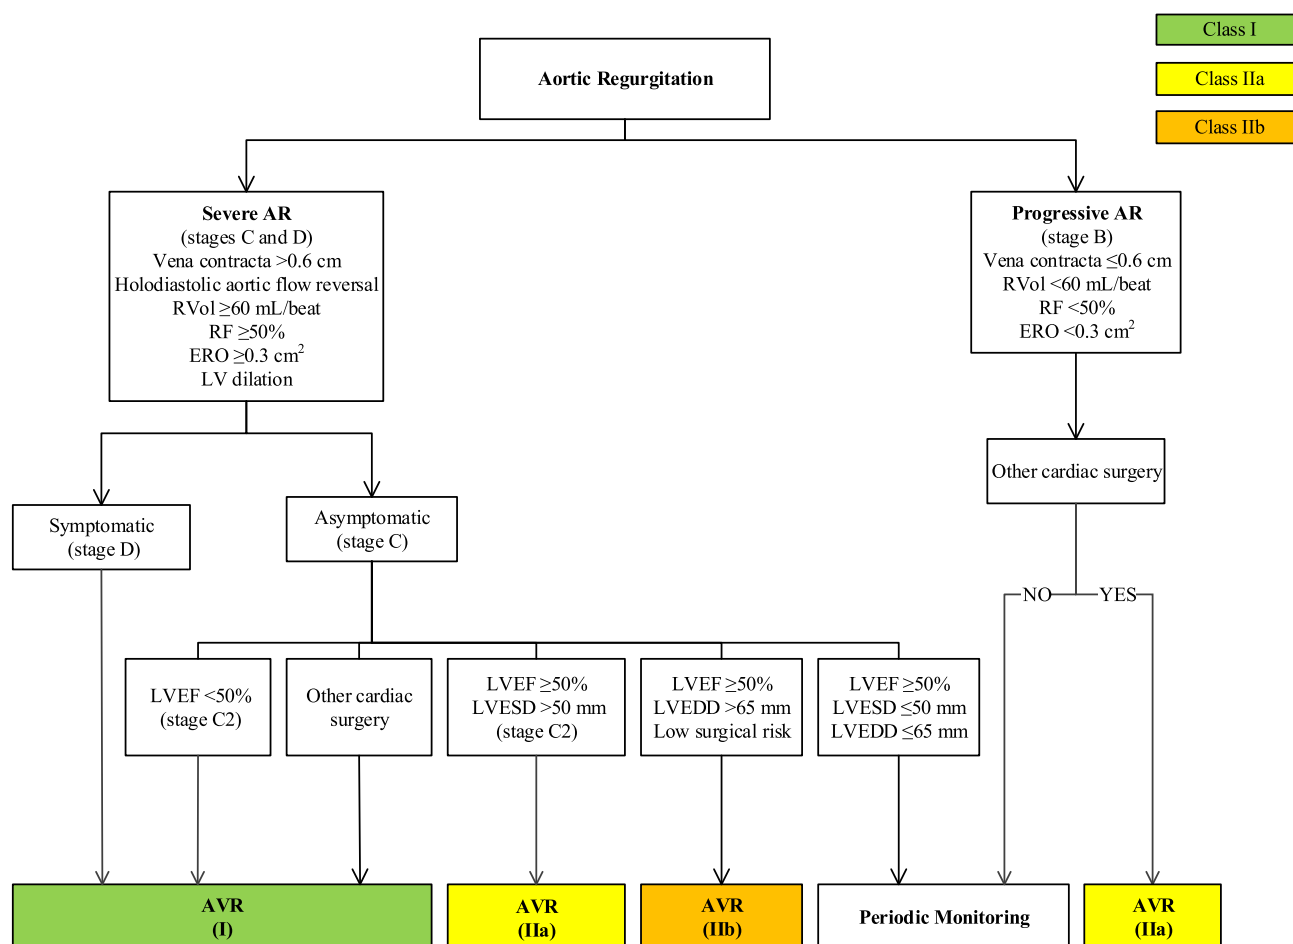 Class I
Class IIa
Class IIb
Aortic Regurgitation
Severe AR
(stages C and D)
Vena contracta >0.6 cm
Holodiastolic aortic flow reversal
RVol ≥60 mL/beat
RF ≥50%
ERO ≥0.3 cm²
LV dilation
Progressive AR
(stage B)
Vena contracta ≤0.6 cm
RVol <60 mL/beat
RF <50%
ERO <0.3 cm²
Other cardiac surgery
Symptomatic
(stage D)
Asymptomatic
(stage C)
NO
YES
LVEF <50%
(stage C2)
Other cardiac
surgery
LVEF ≥50%
LVESD >50 mm
(stage C2)
LVEF ≥50%
LVEDD >65 mm
Low surgical risk
LVEF ≥50%
LVESD ≤50 mm
LVEDD ≤65 mm
AVR
(I)
AVR
(IIa)
AVR
(IIb)
Periodic Monitoring
AVR
(IIa)